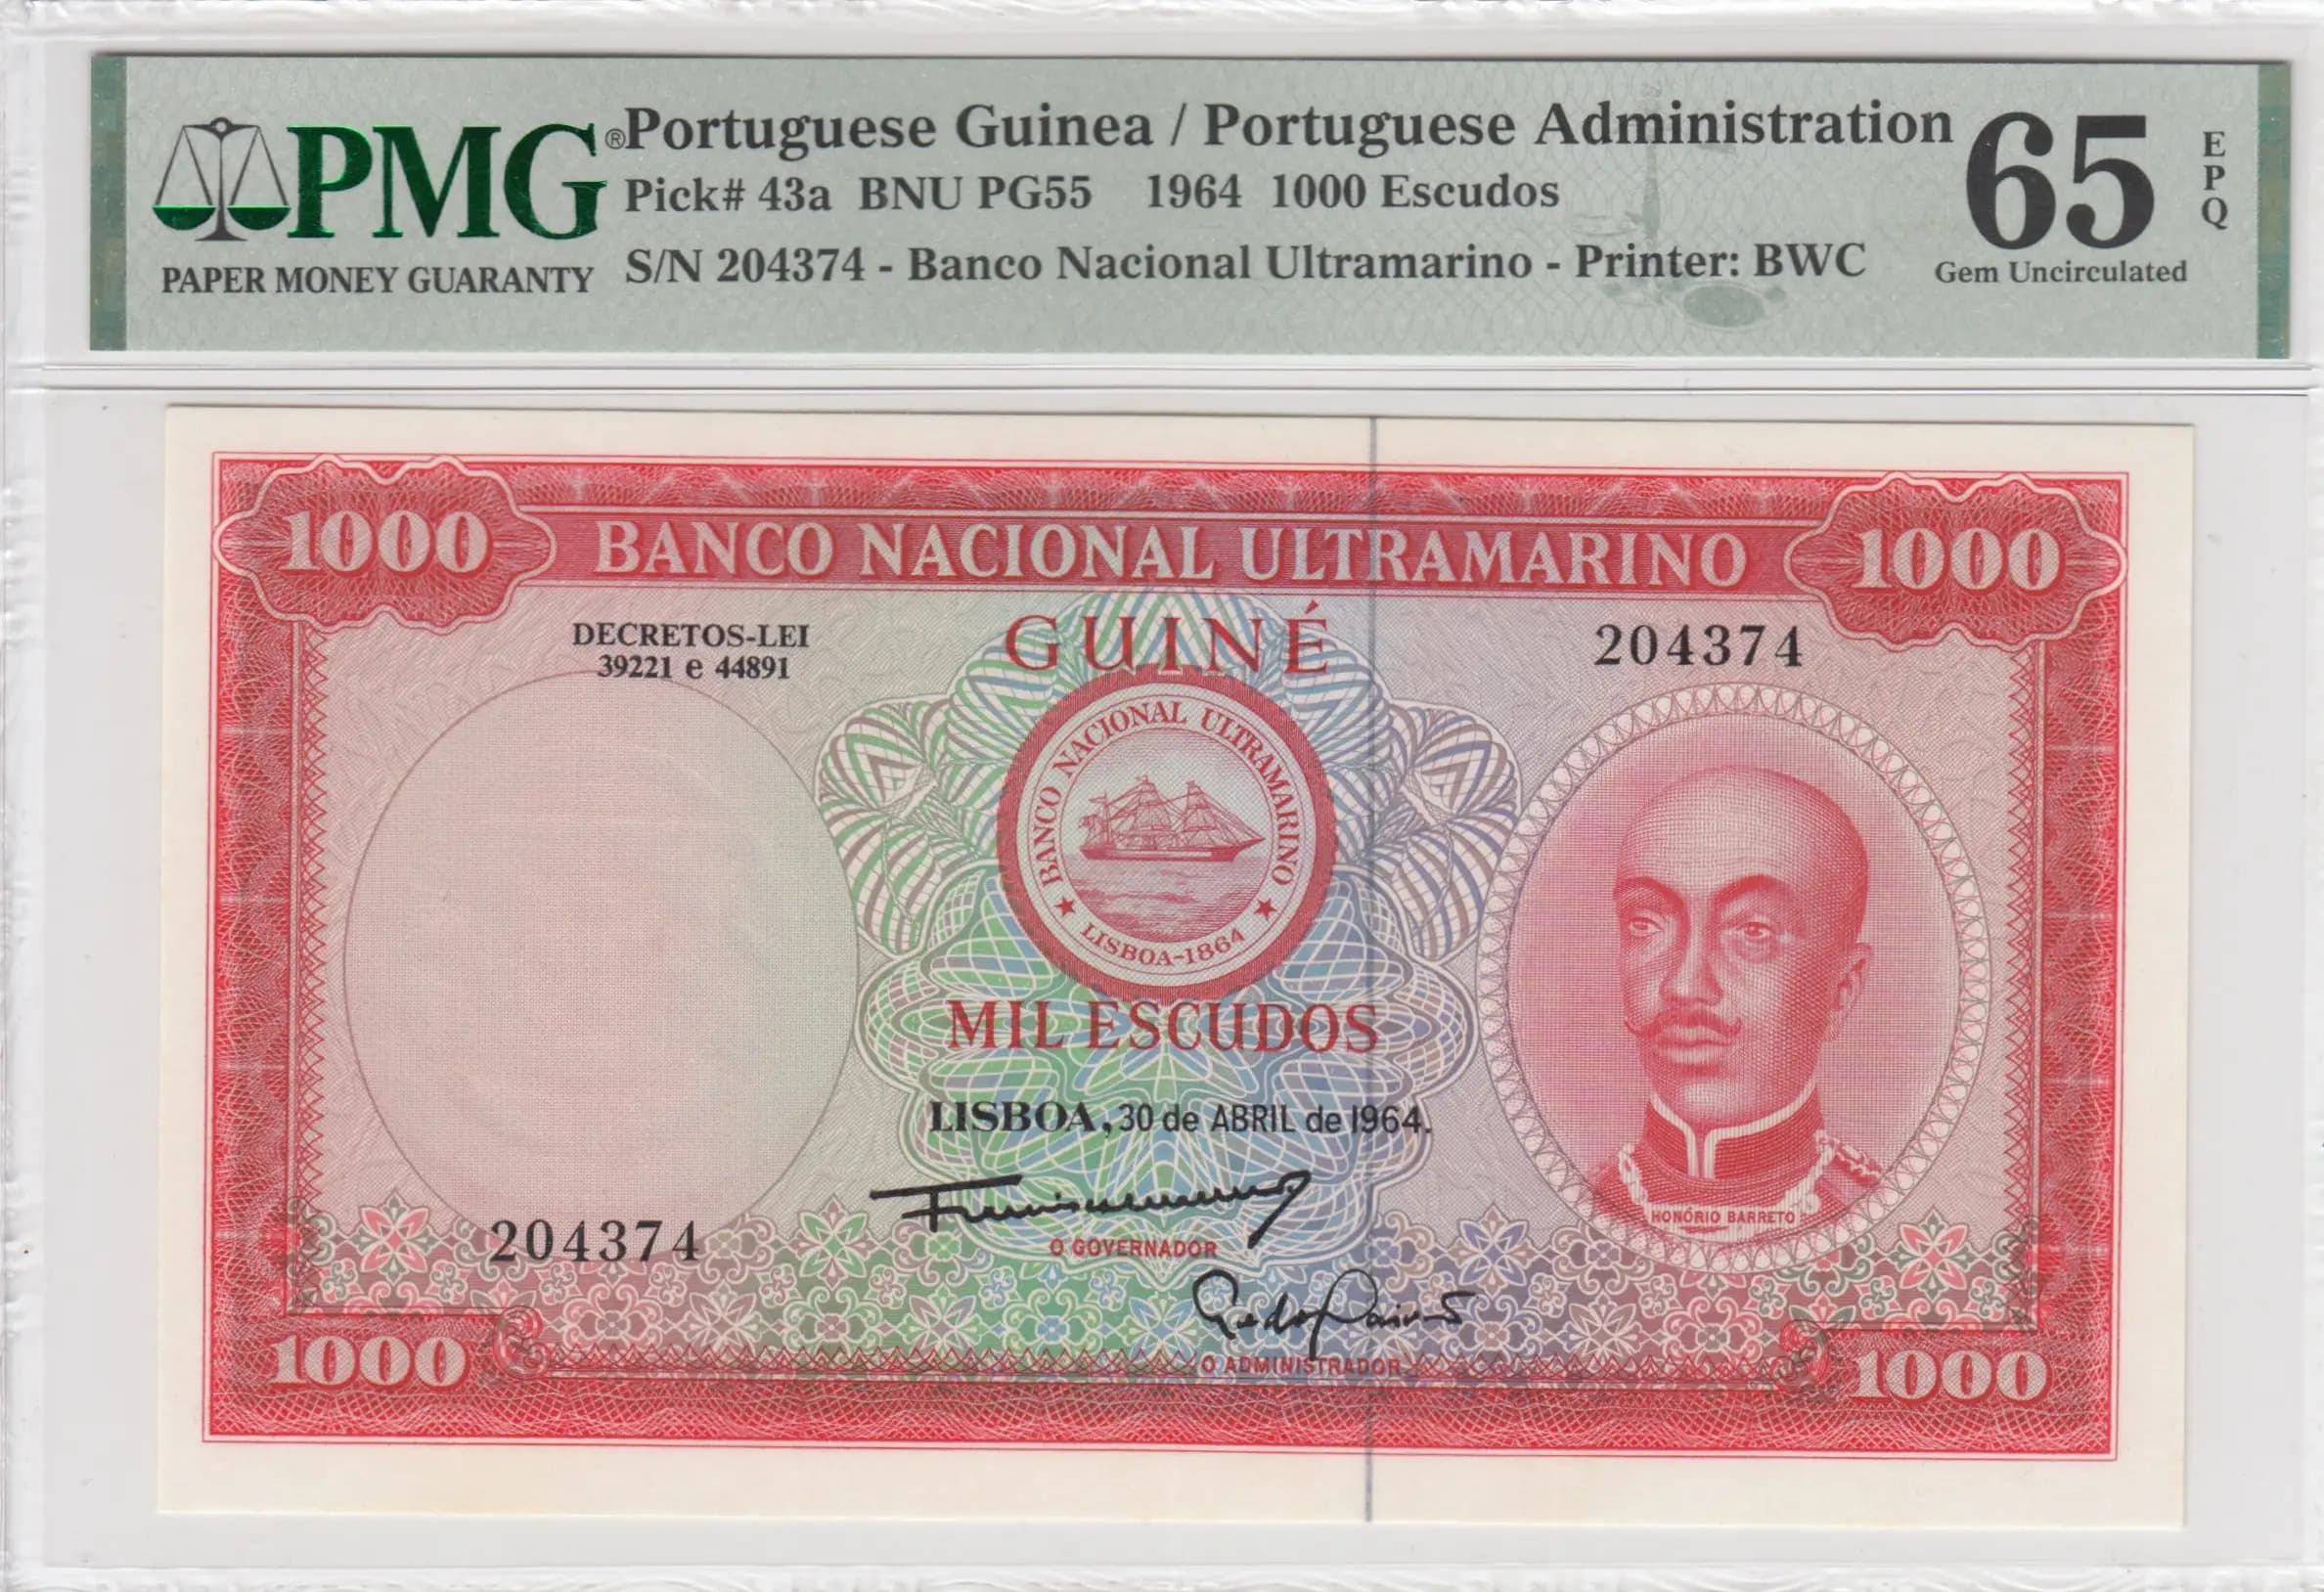 PMG®
PAPER MONEY GUARANTY
Portuguese Guinea / Portuguese Administration
Pick# 43a BNU PG55 1964 1000 Escudos
S/N 204374 - Banco Nacional Ultramarino - Printer: BWC
65
EPQ
Gem Uncirculated
1000 BANCO NACIONAL ULTRAMARINO 1000
DECRETOS-LEI
39221 e 44891
GUINÉ
204374
BANCO NACIONAL ULTRAMARINO
★ LISBOA-1864 ★
MIL ESCUDOS
LISBOA, 30 de ABRIL de 1964.
HONÓRIO BARRETO
204374
O GOVERNADOR
O ADMINISTRADOR
1000 1000